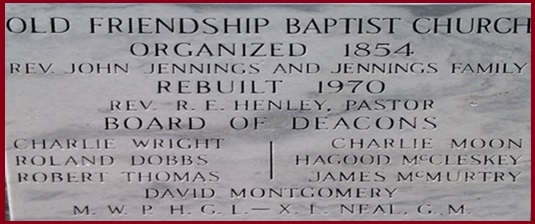 OLD FRIENDSHIP BAPTIST CHURCH
ORGANIZED 1854
REV. JOHN JENNINGS AND JENNINGS FAMILY
REBUILT 1970
REV. R. E. HENLEY, PASTOR
BOARD OF DEACONS
CHARLIE WRIGHT CHARLIE MOON
ROLAND DOBBS HAGOOD McCLESKEY
ROBERT THOMAS JAMES McMURTRY
DAVID MONTGOMERY
M. W. P. H. G. L. — X. L. NEAL, G. M.